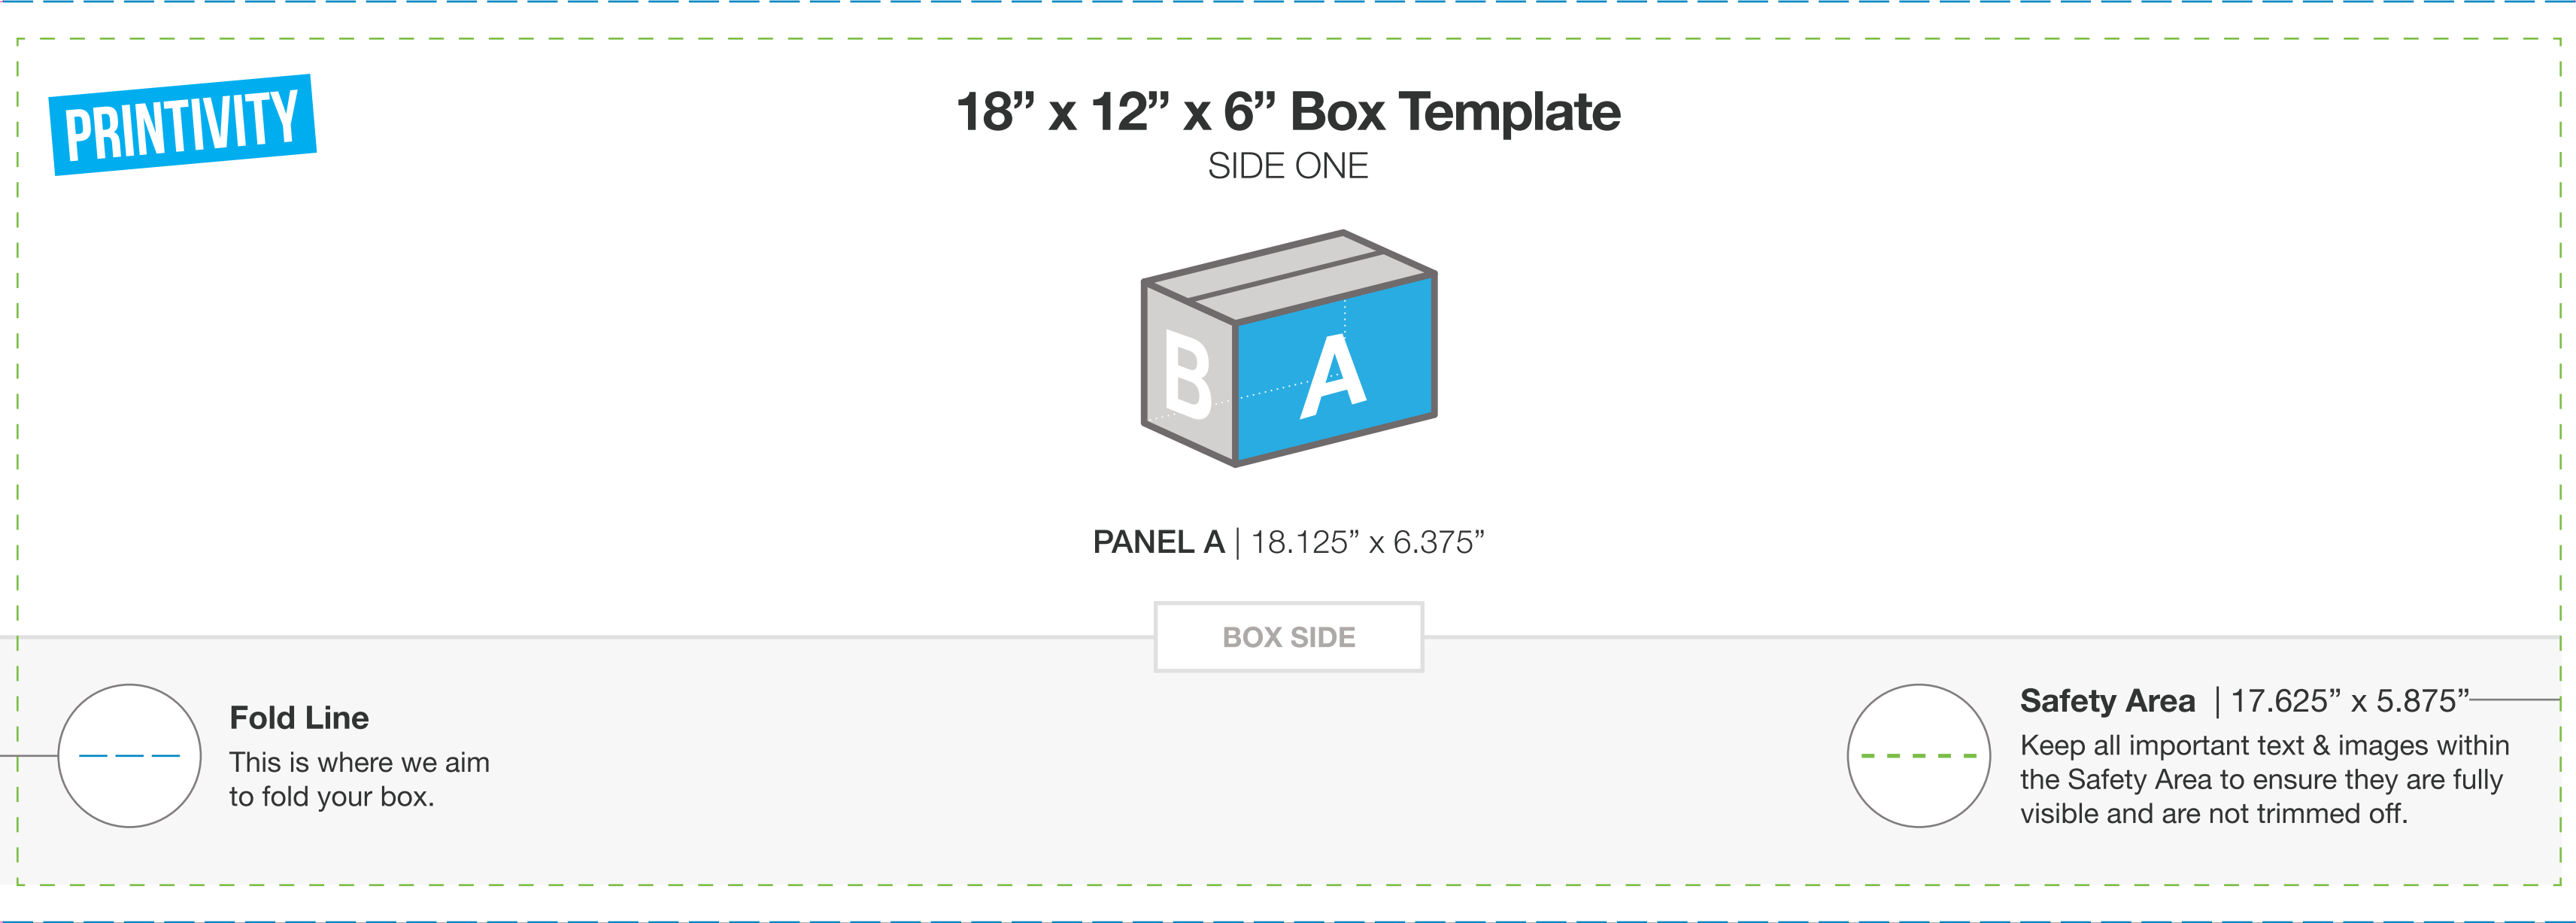 PRINTIVITY
18” x 12” x 6” Box Template
SIDE ONE
B
A
PANEL A | 18.125” x 6.375”
BOX SIDE
Fold Line
This is where we aim
to fold your box.
Safety Area | 17.625” x 5.875”
Keep all important text & images within
the Safety Area to ensure they are fully
visible and are not trimmed off.